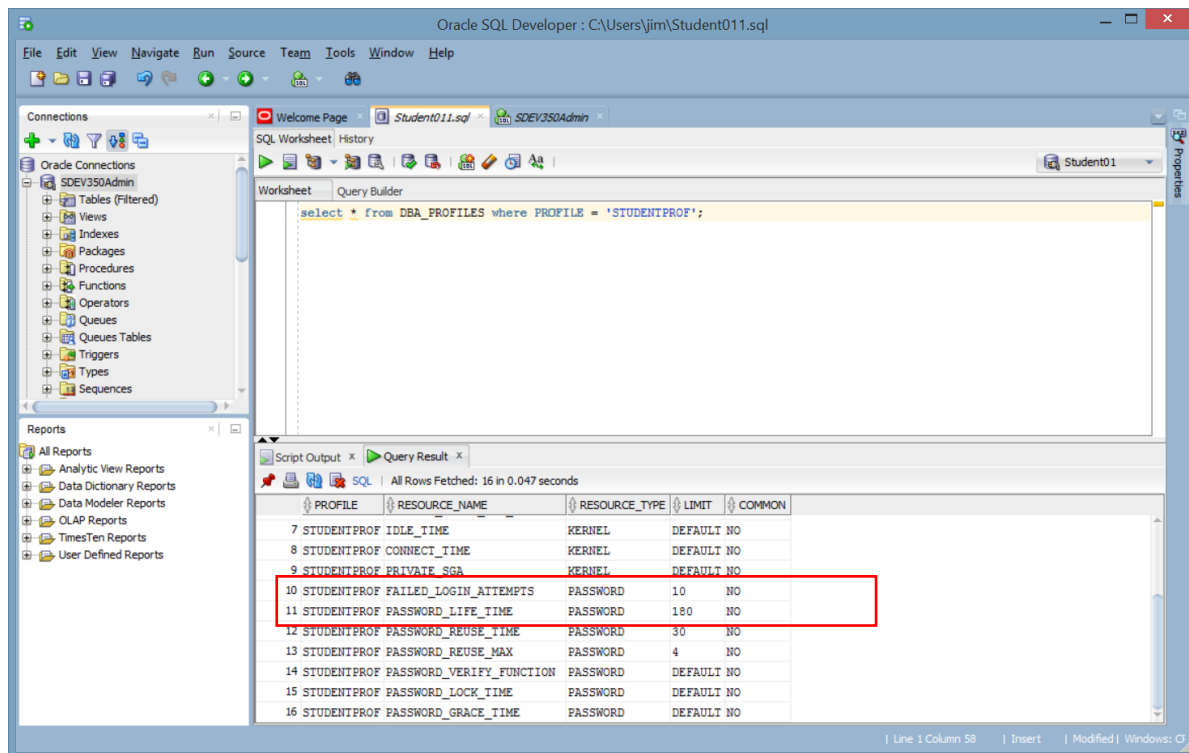 Oracle SQL Developer : C:\Users\jim\Student011.sql
File Edit View Navigate Run Source Team Tools Window Help
Connections
Oracle Connections
SDEV350Admin
Tables (Filtered)
Views
Indexes
Packages
Procedures
Functions
Operators
Queues
Queues Tables
Triggers
Types
Sequences
Reports
All Reports
Analytic View Reports
Data Dictionary Reports
Data Modeler Reports
OLAP Reports
TimesTen Reports
User Defined Reports
Welcome Page Student011.sql SDEV350Admin
SQL Worksheet History
Student01
Worksheet Query Builder
select * from DBA_PROFILES where PROFILE = 'STUDENTPROF';
Script Output x Query Result x
SQL | All Rows Fetched: 16 in 0.047 seconds
PROFILE RESOURCE_NAME RESOURCE_TYPE LIMIT COMMON
7 STUDENTPROF IDLE_TIME KERNEL DEFAULT NO
8 STUDENTPROF CONNECT_TIME KERNEL DEFAULT NO
9 STUDENTPROF PRIVATE_SGA KERNEL DEFAULT NO
10 STUDENTPROF FAILED_LOGIN_ATTEMPTS PASSWORD 10 NO
11 STUDENTPROF PASSWORD_LIFE_TIME PASSWORD 180 NO
12 STUDENTPROF PASSWORD_REUSE_TIME PASSWORD 30 NO
13 STUDENTPROF PASSWORD_REUSE_MAX PASSWORD 4 NO
14 STUDENTPROF PASSWORD_VERIFY_FUNCTION PASSWORD DEFAULT NO
15 STUDENTPROF PASSWORD_LOCK_TIME PASSWORD DEFAULT NO
16 STUDENTPROF PASSWORD_GRACE_TIME PASSWORD DEFAULT NO
Properties
| Line 1 Column 58 | Insert | Modified | Windows: